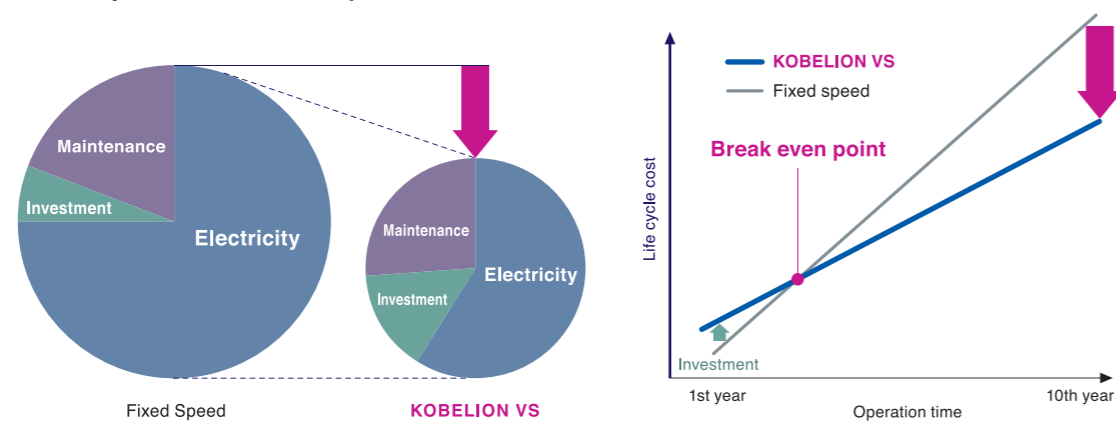 Maintenance
Investment
Electricity
Fixed Speed
Maintenance
Investment
Electricity
KOBELION VS
KOBELION VS
Fixed speed
Break even point
Life cycle cost
Investment
1st year
10th year
Operation time